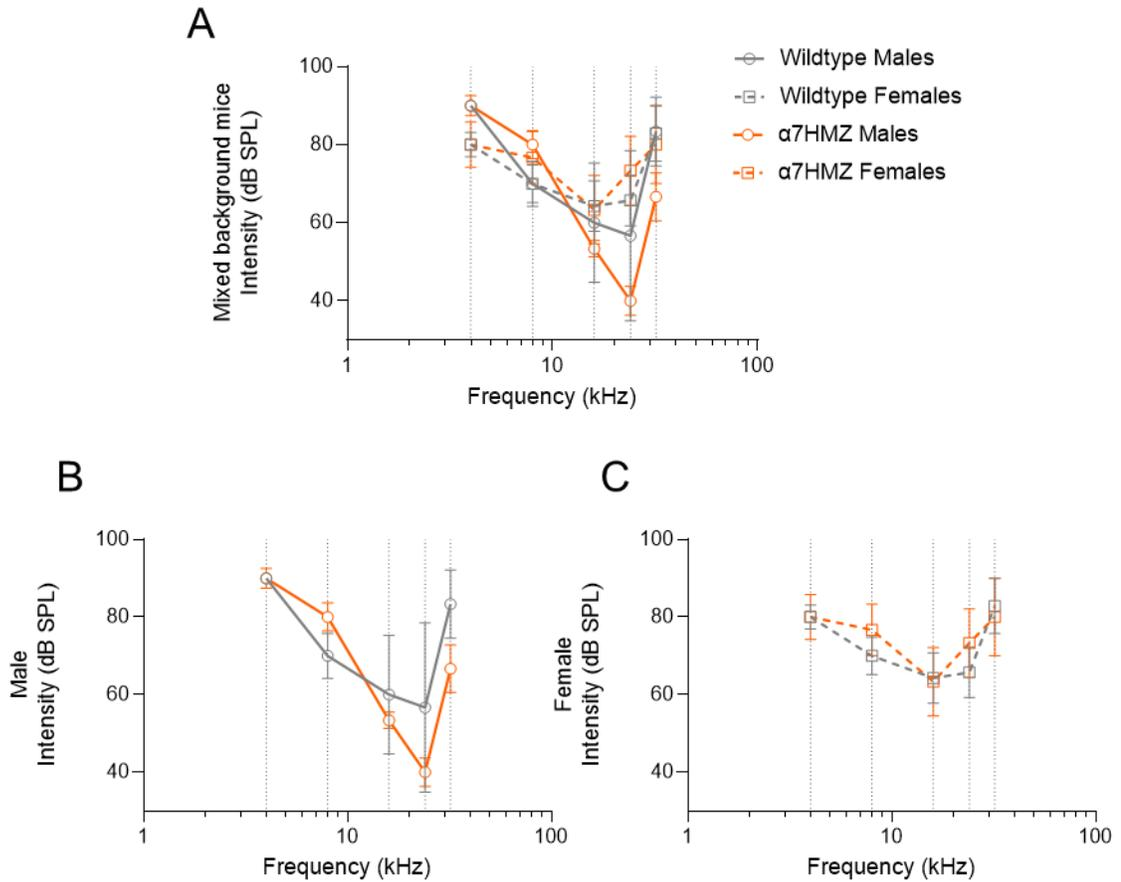 A
Wildtype Males
Wildtype Females
α7HMZ Males
α7HMZ Females
Mixed background mice
Intensity (dB SPL)
100
80
60
40
1
10
100
Frequency (kHz)
B
Male
Intensity (dB SPL)
100
80
60
40
1
10
100
Frequency (kHz)
C
Female
Intensity (dB SPL)
100
80
60
40
1
10
100
Frequency (kHz)